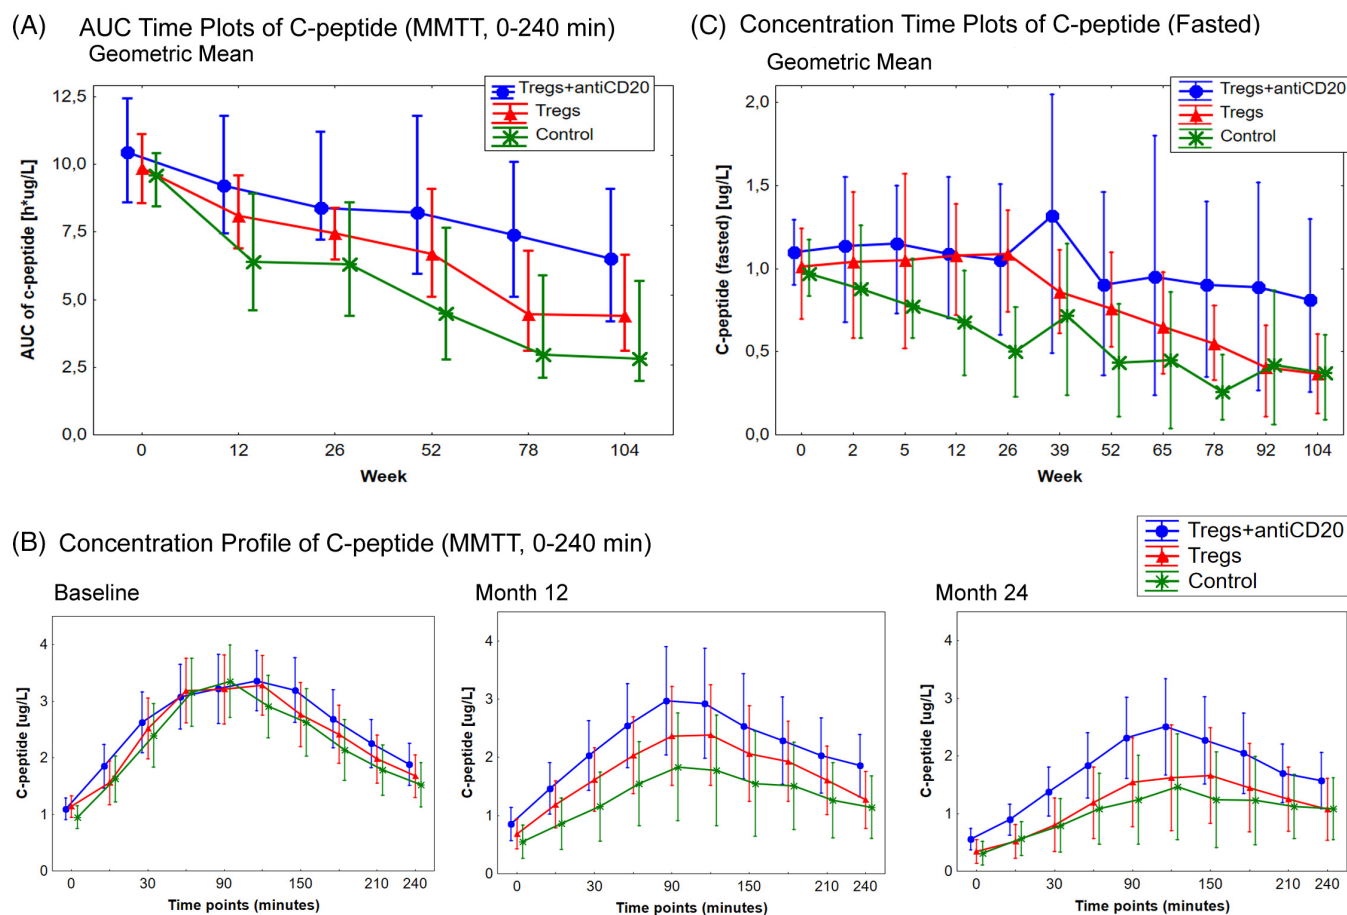 (A) AUC Time Plots of C-peptide (MMTT, 0-240 min)
Geometric Mean
Tregs+antiCD20
Tregs
Control
12,5
10,0
7,5
5,0
2,5
0,0
AUC of c-peptide [h*ug/L]
0 12 26 52 78 104
Week
(C) Concentration Time Plots of C-peptide (Fasted)
Geometric Mean
Tregs+antiCD20
Tregs
Control
2,0
1,5
1,0
0,5
0,0
C-peptide (fasted) [ug/L]
0 2 5 12 26 39 52 65 78 92 104
Week
(B) Concentration Profile of C-peptide (MMTT, 0-240 min)
Tregs+antiCD20
Tregs
Control
Baseline
4
3
2
1
0
C-peptide [ug/L]
0 30 90 150 210 240
Time points (minutes)
Month 12
4
3
2
1
0
C-peptide [ug/L]
0 30 90 150 210 240
Time points (minutes)
Month 24
4
3
2
1
0
C-peptide [ug/L]
0 30 90 150 210 240
Time points (minutes)